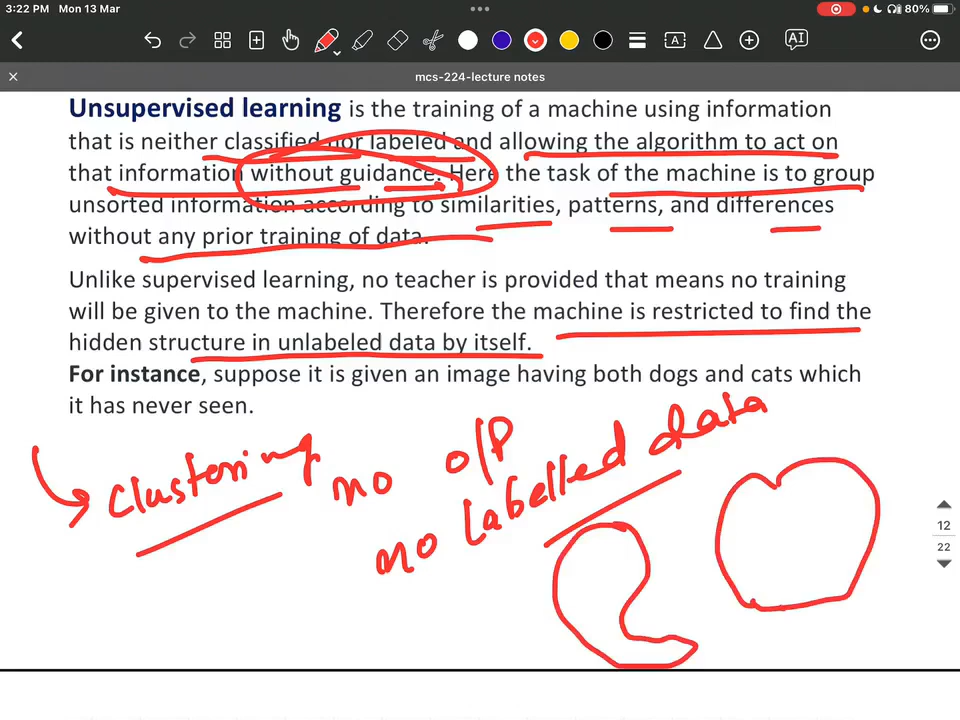 3:22 PM Mon 13 Mar
80%
A
AI
mcs-224-lecture notes
Unsupervised learning is the training of a machine using information
that is neither classified nor labeled and allowing the algorithm to act on
that information without guidance. Here the task of the machine is to group
unsorted information according to similarities, patterns, and differences
without any prior training of data.
Unlike supervised learning, no teacher is provided that means no training
will be given to the machine. Therefore the machine is restricted to find the
hidden structure in unlabeled data by itself.
For instance, suppose it is given an image having both dogs and cats which
it has never seen.
Clustering no o/p
no labelled data
12
22